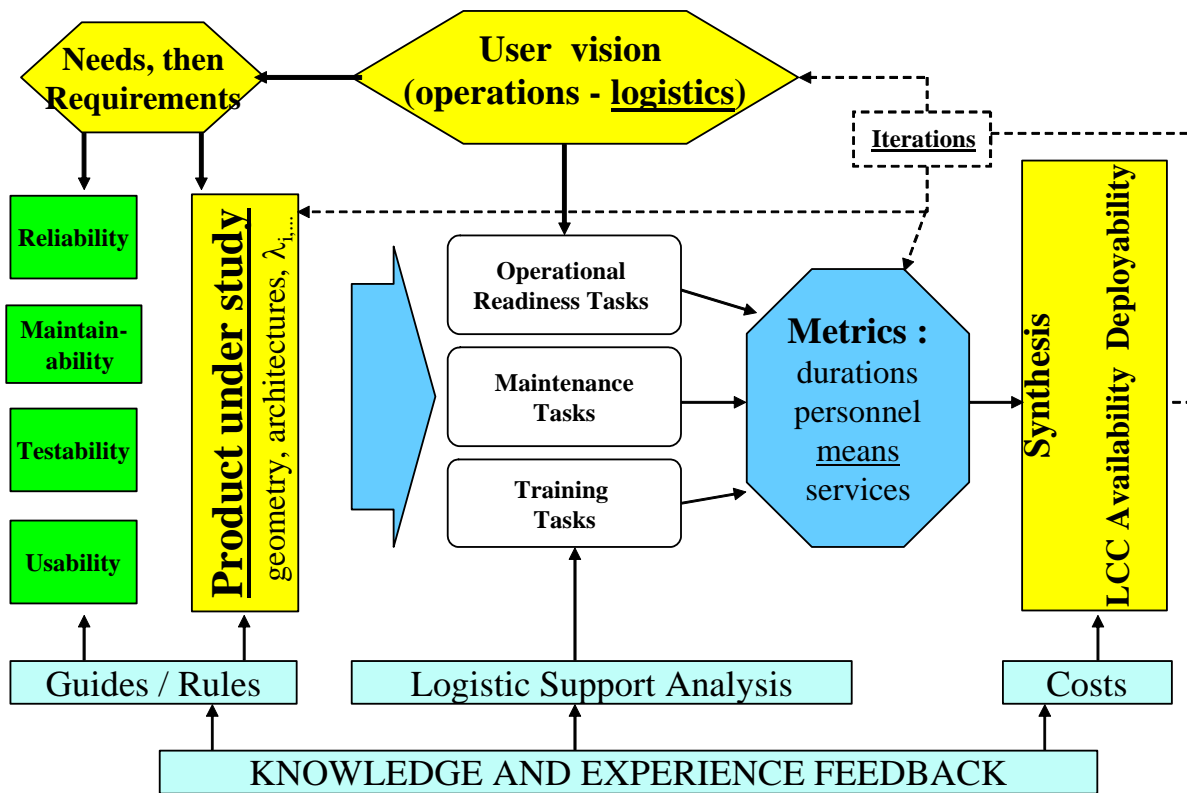 Needs, then
Requirements
User vision
(operations - logistics)
Iterations
Reliability
Maintain-
ability
Testability
Usability
Product under study
geometry, architectures, λi,...
Operational
Readiness Tasks
Maintenance
Tasks
Training
Tasks
Metrics :
durations
personnel
means
services
Synthesis
LCC Availability Deployability
Guides / Rules
Logistic Support Analysis
Costs
KNOWLEDGE AND EXPERIENCE FEEDBACK